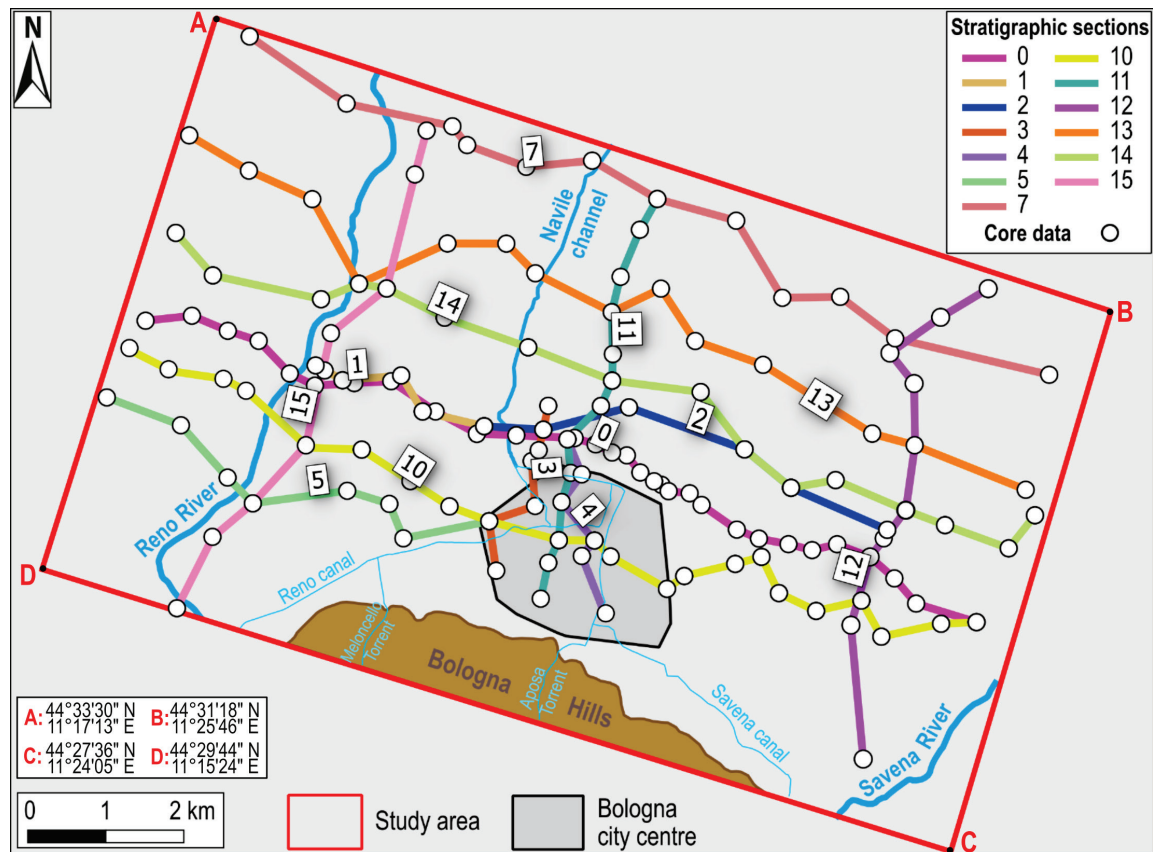 A
N
Stratigraphic sections
0 10
1 11
2 12
3 13
4 14
5 15
7
Core data
7
Navile
channel
B
14
11
1
13
15
2
0
10
3
5
4
Reno River
12
D
Reno canal
Meloncello
Torrent
Bologna
Hills
Aposa
Torrent
Savena canal
Savena River
A: 44°33'30" N
11°17'13" E
B: 44°31'18" N
11°25'46" E
C: 44°27'36" N
11°24'05" E
D: 44°29'44" N
11°15'24" E
0 1 2 km
Study area
Bologna
city centre
C